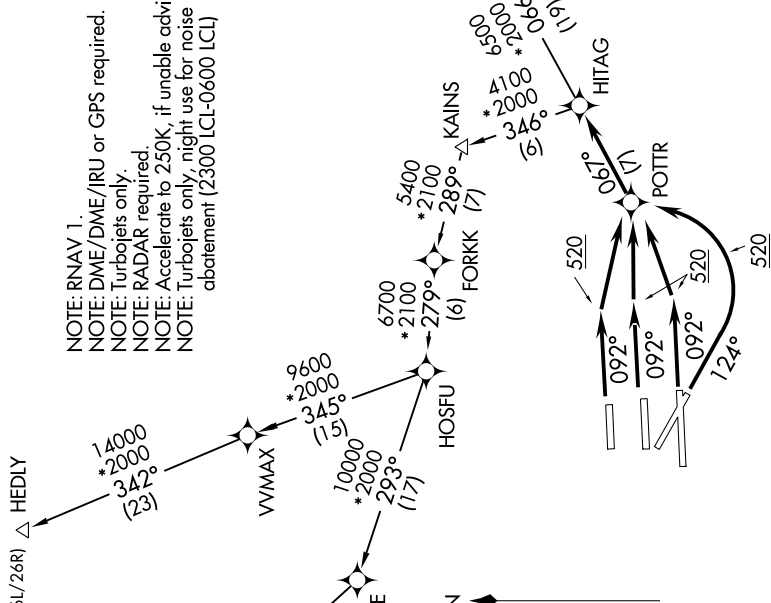 NOTE: RNAV 1.
NOTE: DME/DME/IRU or GPS required.
NOTE: Turbojets only.
NOTE: RADAR required.
NOTE: Accelerate to 250K, if unable advi
NOTE: Turbojets only, night use for noise
abatement (2300 LCL-0600 LCL)
6500
*2000
066
(19)
HITAG
4100
*2000
346°
(6)
KAINS
067°
(7)
POTTR
5400
*2100
289°
(7)
FORKK
6700
*2100
279°
(6)
HOSFU
520
520
520
092°
092°
092°
124°
9600
*2000
345°
(15)
VVMAX
10000
*2000
293°
(17)
14000
*2000
342°
(23)
HEDLY
L/26R)
E
N